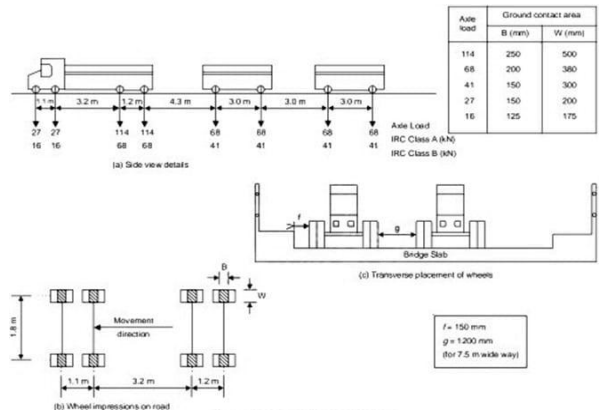 Axle load Ground contact area
B (mm) W (mm)
114 250 500
68 200 380
41 150 300
27 150 200
16 125 175
1.1 m 3.2 m 1.2 m 4.3 m 3.0 m 3.0 m 3.0 m
27 27 114 114 68 68 68 68
16 16 68 68 41 41 41 41
Axle Load
IRC Class A (kN)
IRC Class B (kN)
(a) Side view details
f
g
Bridge Slab
(c) Transverse placement of wheels
B
W
1.8 m
Movement
direction
1.1 m 3.2 m 1.2 m
(b) Wheel impressions on road
f = 150 mm
g = 1200 mm
(for 7.5 m wide way)